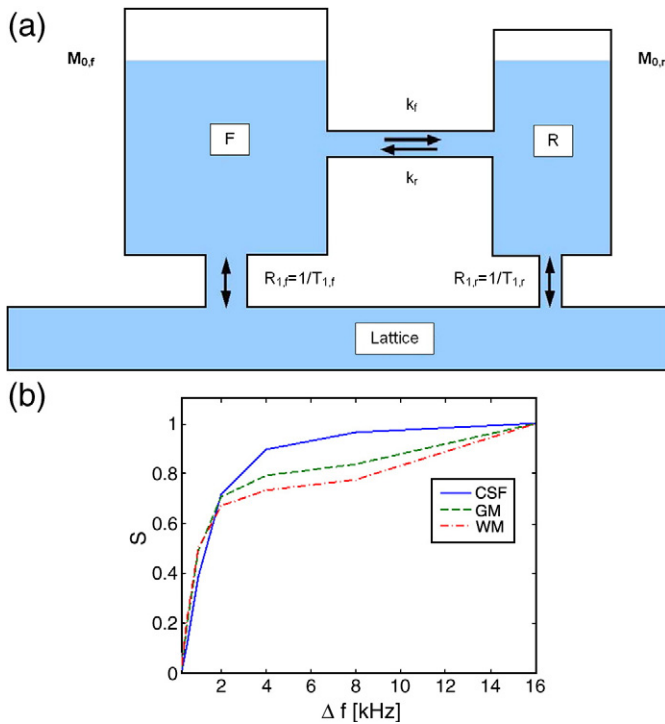 (a)
M0,f
M0,r
kf
F
R
kr
R1,f=1/T1,f
R1,r=1/T1,r
Lattice
(b)
1
0.8
0.6
0.4
0.2
0
S
CSF
GM
WM
2 4 6 8 10 12 14 16
Δ f [kHz]